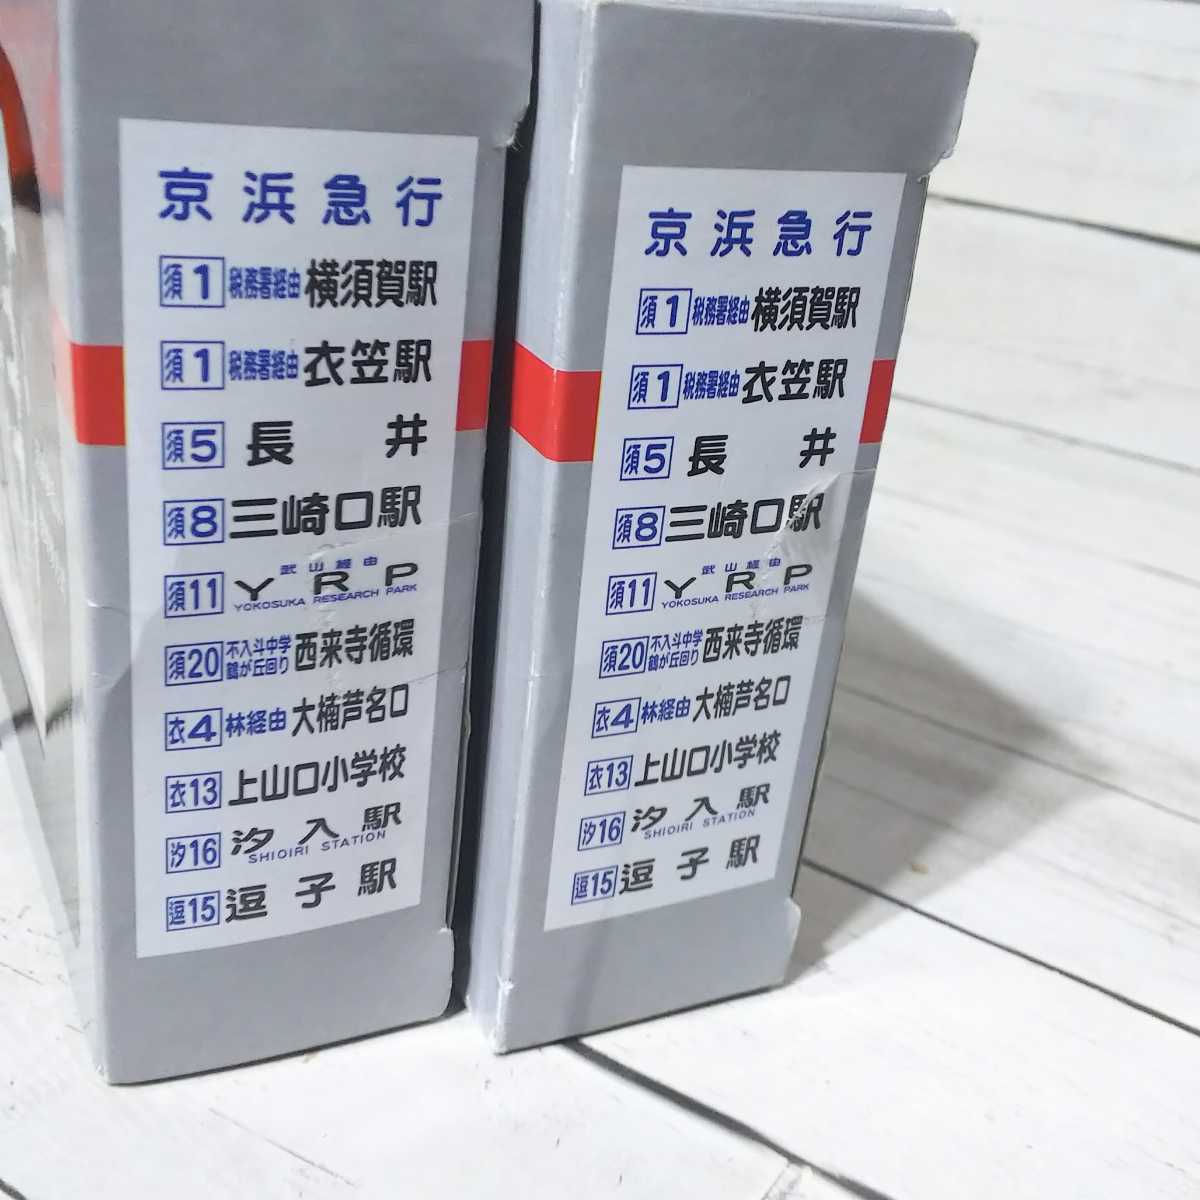 京浜急行
須1 税務署経由 横須賀駅
須1 税務署経由 衣笠駅
須5 長井
須8 三崎口駅
武山経由
須11 YRP
YOKOSUKA RESEARCH PARK
須20 不入斗中学 鶴が丘回り 西来寺循環
衣4 林経由 大楠芦名口
衣13 上山口小学校
汐16 汐入駅
SHIOIRI STATION
逗15 逗子駅
京浜急行
須1 税務署経由 横須賀駅
須1 税務署経由 衣笠駅
須5 長井
須8 三崎口駅
武山経由
須11 YRP
YOKOSUKA RESEARCH PARK
須20 不入斗中学 鶴が丘回り 西来寺循環
衣4 林経由 大楠芦名口
衣13 上山口小学校
汐16 汐入駅
SHIOIRI STATION
逗15 逗子駅